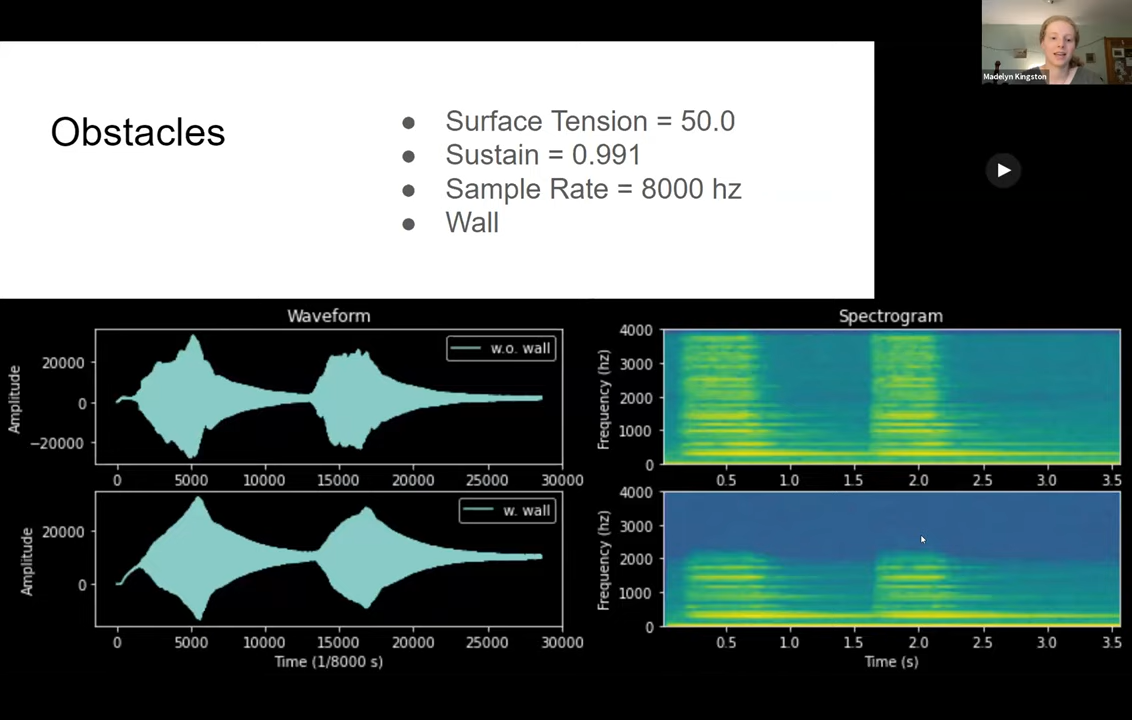 Madelyn Kingston
Obstacles
● Surface Tension = 50.0
● Sustain = 0.991
● Sample Rate = 8000 hz
● Wall
Waveform
Amplitude
20000
0
−20000
w.o. wall
0 5000 10000 15000 20000 25000 30000
Spectrogram
Frequency (hz)
4000
3000
2000
1000
0
0.5 1.0 1.5 2.0 2.5 3.0 3.5
Amplitude
20000
0
w. wall
0 5000 10000 15000 20000 25000 30000
Time (1/8000 s)
Frequency (hz)
4000
3000
2000
1000
0
0.5 1.0 1.5 2.0 2.5 3.0 3.5
Time (s)